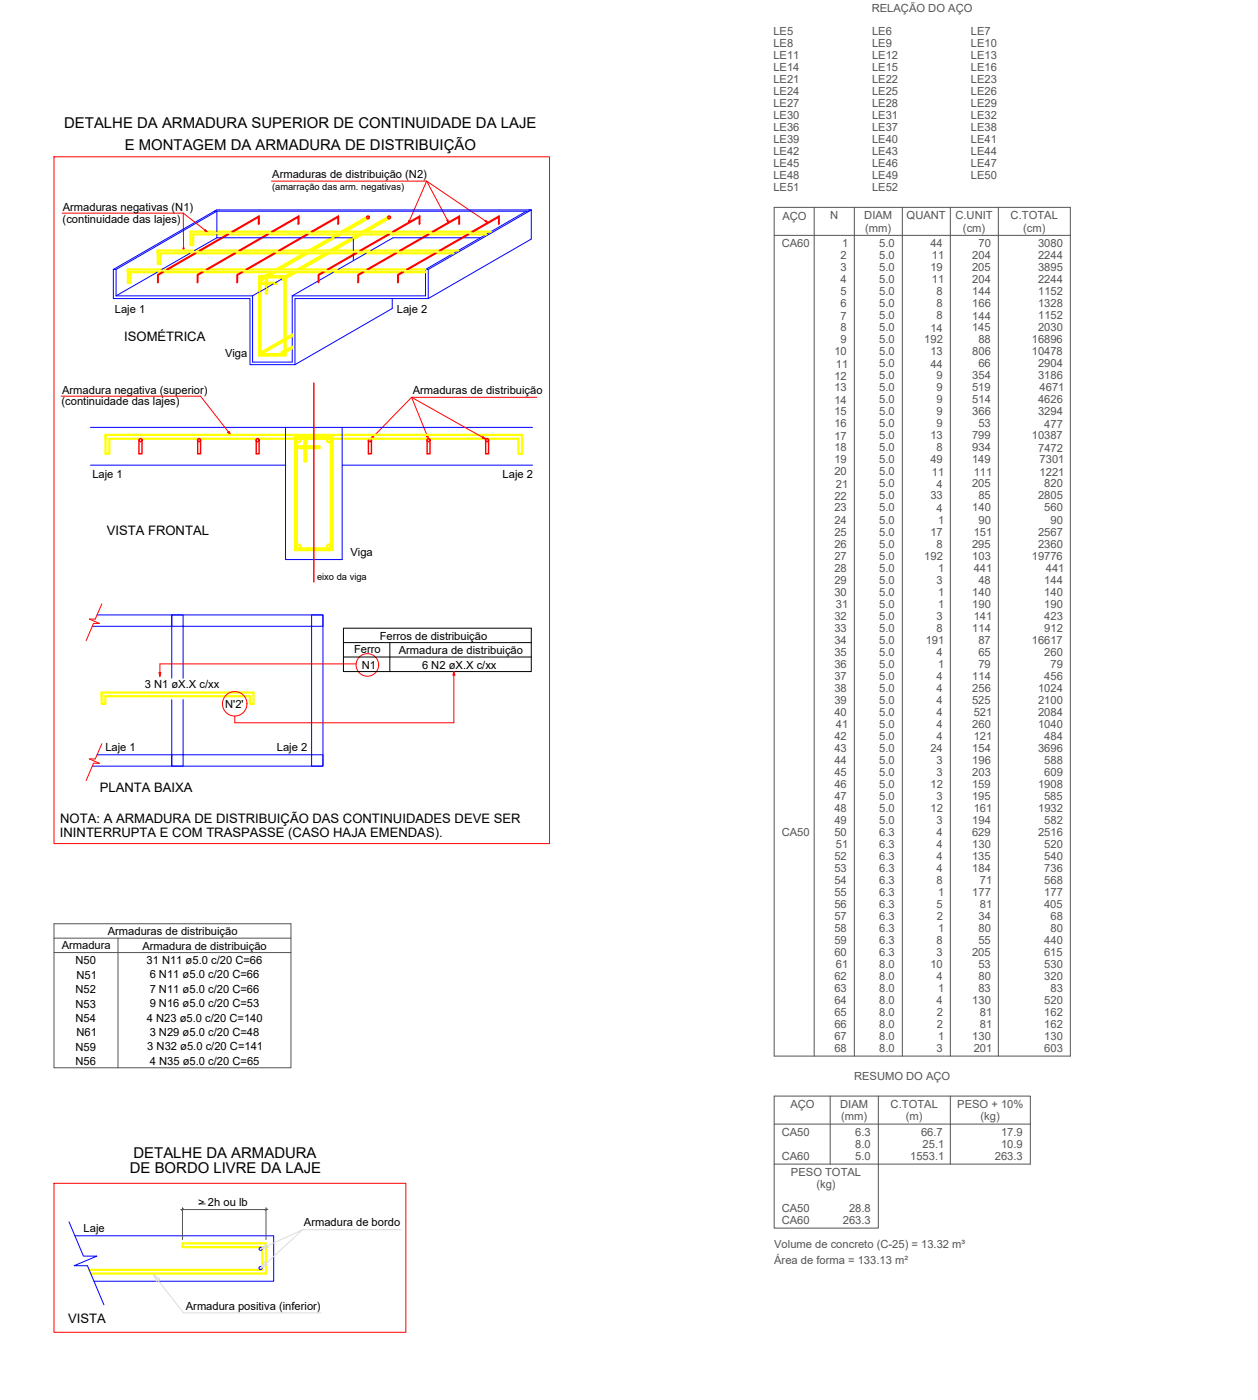 DETALHE DA ARMADURA SUPERIOR DE CONTINUIDADE DA LAJE
E MONTAGEM DA ARMADURA DE DISTRIBUIÇÃO
Armaduras de distribuição (N2)
(amarração das arm. negativas)
Armaduras negativas (N1)
(continuidade das lajes)
Laje 1
Laje 2
ISOMÉTRICA
Viga
Armadura negativa (superior)
(continuidade das lajes)
Armaduras de distribuição
Laje 1
Laje 2
VISTA FRONTAL
Viga
eixo da viga
Ferros de distribuição
Ferro Armadura de distribuição
N1 6 N2 øX.X c/xx
3 N1 øX.X c/xx
N'2'
Laje 1
Laje 2
PLANTA BAIXA
NOTA: A ARMADURA DE DISTRIBUIÇÃO DAS CONTINUIDADES DEVE SER
ININTERRUPTA E COM TRASPASSE (CASO HAJA EMENDAS).
Armaduras de distribuição
Armadura Armadura de distribuição
N50 31 N11 ø5.0 c/20 C=66
N51 6 N11 ø5.0 c/20 C=66
N52 7 N11 ø5.0 c/20 C=66
N53 9 N16 ø5.0 c/20 C=53
N54 4 N23 ø5.0 c/20 C=140
N61 3 N29 ø5.0 c/20 C=48
N59 3 N32 ø5.0 c/20 C=141
N56 4 N35 ø5.0 c/20 C=65
DETALHE DA ARMADURA
DE BORDO LIVRE DA LAJE
≥ 2h ou lb
Laje
Armadura de bordo
Armadura positiva (inferior)
VISTA
RELAÇÃO DO AÇO
LE5 LE6 LE7
LE8 LE9 LE10
LE11 LE12 LE13
LE14 LE15 LE16
LE21 LE22 LE23
LE24 LE25 LE26
LE27 LE28 LE29
LE30 LE31 LE32
LE36 LE37 LE38
LE39 LE40 LE41
LE42 LE43 LE44
LE45 LE46 LE47
LE48 LE49 LE50
LE51 LE52
AÇO N DIAM QUANT C.UNIT C.TOTAL
(mm) (cm) (cm)
CA60 1 5.0 44 70 3080
2 5.0 11 204 2244
3 5.0 19 205 3895
4 5.0 11 204 2244
5 5.0 8 144 1152
6 5.0 8 166 1328
7 5.0 8 144 1152
8 5.0 14 145 2030
9 5.0 192 88 16896
10 5.0 13 806 10478
11 5.0 44 66 2904
12 5.0 9 354 3186
13 5.0 9 519 4671
14 5.0 9 514 4626
15 5.0 9 366 3294
16 5.0 9 53 477
17 5.0 13 799 10387
18 5.0 8 934 7472
19 5.0 49 149 7301
20 5.0 11 111 1221
21 5.0 4 205 820
22 5.0 33 85 2805
23 5.0 4 140 560
24 5.0 1 90 90
25 5.0 17 151 2567
26 5.0 8 295 2360
27 5.0 192 103 19776
28 5.0 1 441 441
29 5.0 3 48 144
30 5.0 1 140 140
31 5.0 1 190 190
32 5.0 3 141 423
33 5.0 8 114 912
34 5.0 191 87 16617
35 5.0 4 65 260
36 5.0 1 79 79
37 5.0 4 114 456
38 5.0 4 256 1024
39 5.0 4 525 2100
40 5.0 4 521 2084
41 5.0 4 260 1040
42 5.0 4 121 484
43 5.0 24 154 3696
44 5.0 3 196 588
45 5.0 3 203 609
46 5.0 12 159 1908
47 5.0 3 195 585
48 5.0 12 161 1932
49 5.0 3 194 582
CA50 50 6.3 4 629 2516
51 6.3 4 130 520
52 6.3 4 135 540
53 6.3 4 184 736
54 6.3 8 71 568
55 6.3 1 177 177
56 6.3 5 81 405
57 6.3 2 34 68
58 6.3 1 80 80
59 6.3 8 55 440
60 6.3 3 205 615
61 8.0 10 53 530
62 8.0 4 80 320
63 8.0 1 83 83
64 8.0 4 130 520
65 8.0 2 81 162
66 8.0 2 81 162
67 8.0 1 130 130
68 8.0 3 201 603
RESUMO DO AÇO
AÇO DIAM C.TOTAL PESO + 10%
(mm) (m) (kg)
CA50 6.3 66.7 17.9
8.0 25.1 10.9
CA60 5.0 1553.1 263.3
PESO TOTAL
(kg)
CA50 28.8
CA60 263.3
Volume de concreto (C-25) = 13.32 m³
Área de forma = 133.13 m²